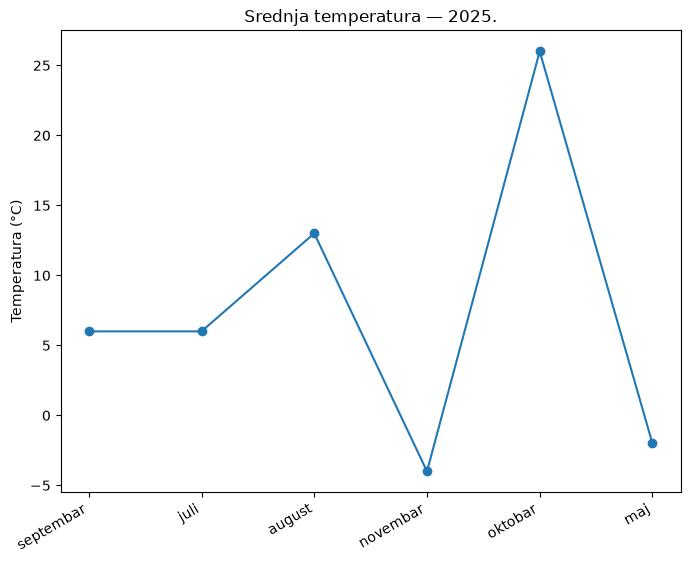 Srednja temperatura — 2025.
Temperatura (°C)
25
20
15
10
5
0
−5
septembar
juli
august
novembar
oktobar
maj